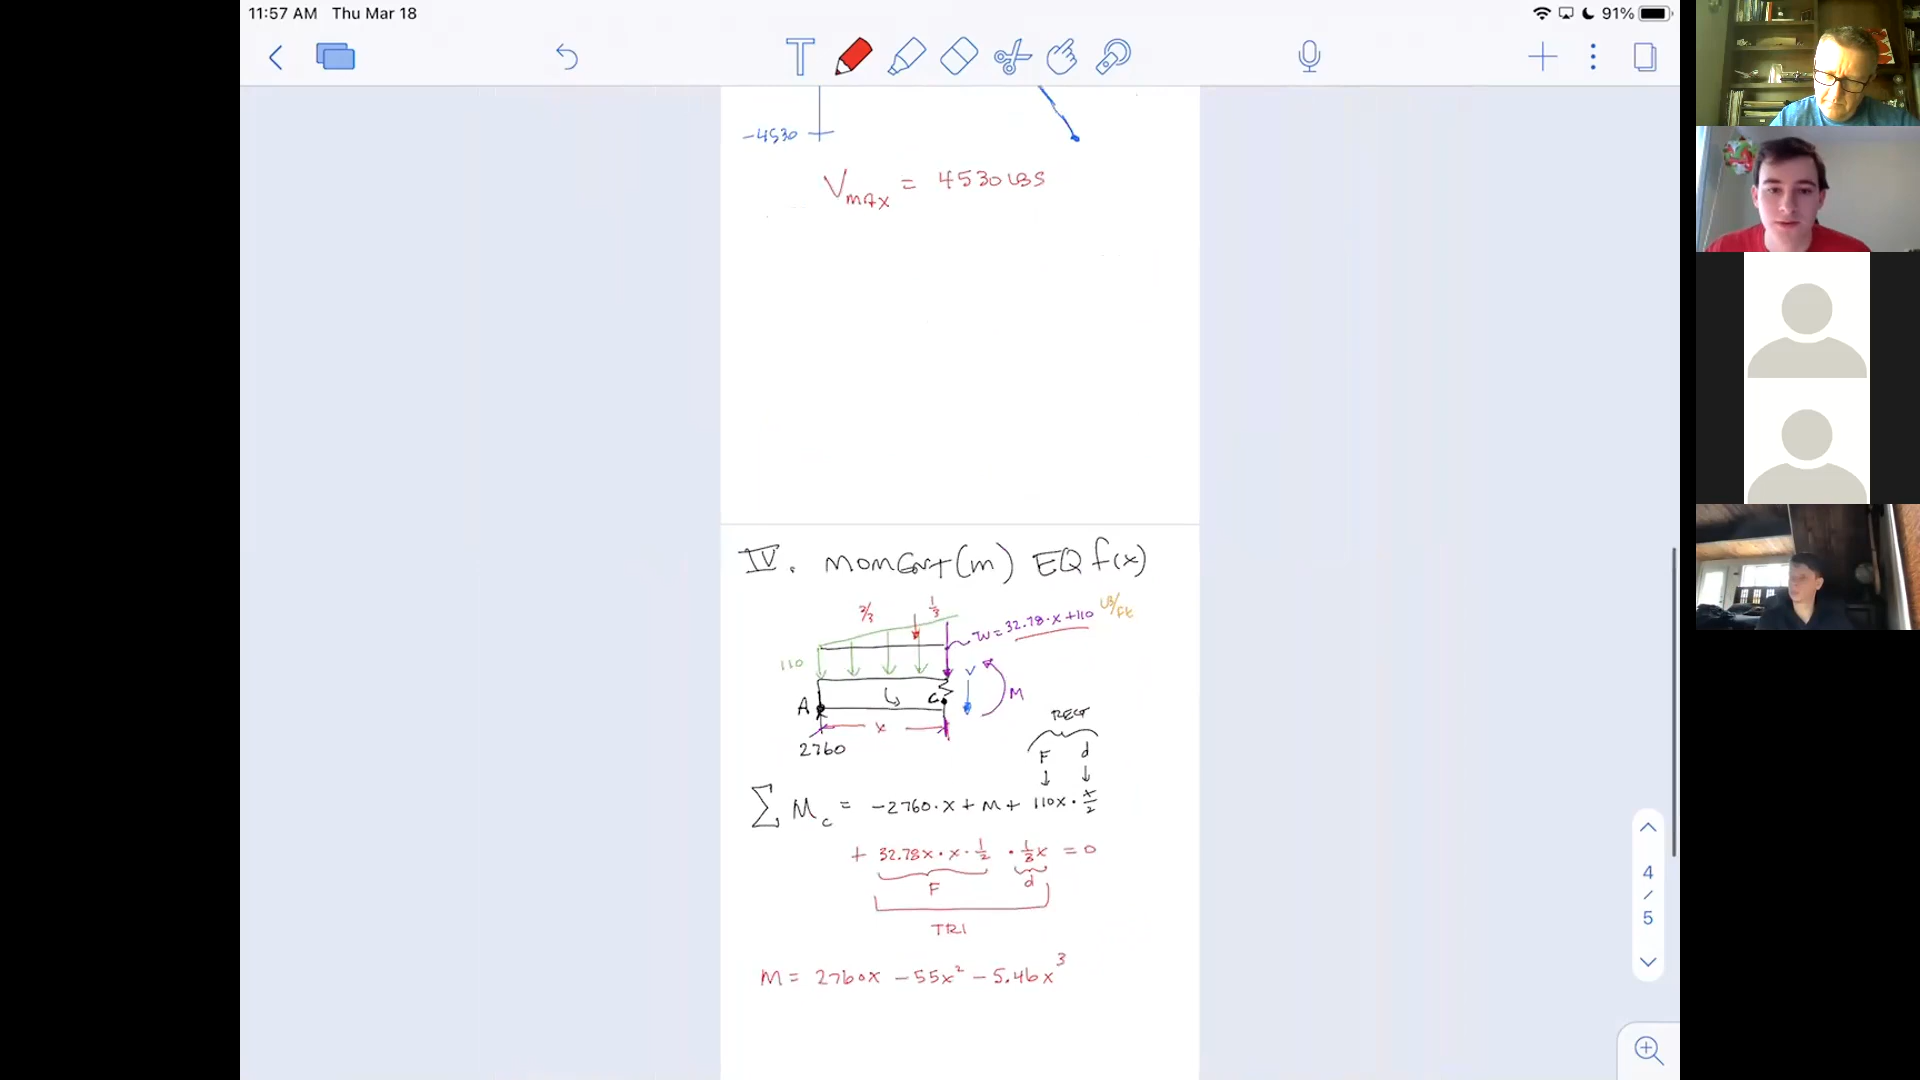 11:57 AM Thu Mar 18
91%
T
-4530
Vmax = 4530 LBS
IV. MOMENT (M) EQ f(x)
2/3
1/3
W = 32.78·x+110 LB/FT
110
V
M
A
C
x
2760
RECT
F d
ΣMc = -2760·x + M + 110x·x/2
+ 32.78x·x·1/2 ·1/3x = 0
F
d
TRI
M = 2760x - 55x² - 5.46x³
4
/
5